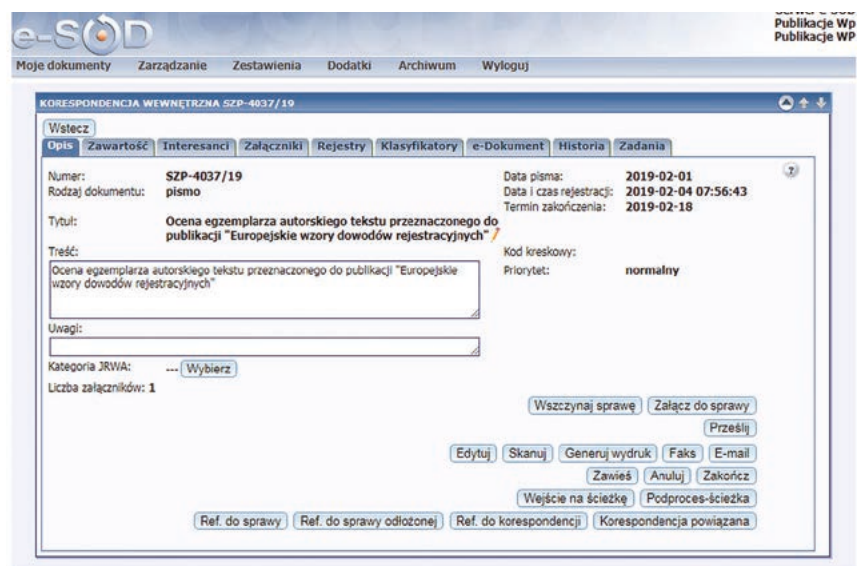 e-SOD
Publikacje Wp
Publikacje WP
Moje dokumenty Zarządzanie Zestawienia Dodatki Archiwum Wyloguj
KORESPONDENCJA WEWNĘTRZNA SZP-4037/19
Wstecz
Opis Zawartość Interesanci Załączniki Rejestry Klasyfikatory e-Dokument Historia Zadania
Numer: SZP-4037/19 Data pisma: 2019-02-01
Rodzaj dokumentu: pismo Data i czas rejestracji: 2019-02-04 07:56:43
Termin zakończenia: 2019-02-18
Tytuł: Ocena egzemplarza autorskiego tekstu przeznaczonego do
publikacji "Europejskie wzory dowodów rejestracyjnych"
Treść: Kod kreskowy:
Ocena egzemplarza autorskiego tekstu przeznaczonego do publikacji "Europejskie Priorytet: normalny
wzory dowodów rejestracyjnych"
Uwagi:
Kategoria JRWA: --- Wybierz
Liczba załączników: 1
Wszczynaj sprawę Załącz do sprawy
Prześlij
Edytuj Skanuj Generuj wydruk Faks E-mail
Zawieś Anuluj Zakończ
Wejście na ścieżkę Podproces-ścieżka
Ref. do sprawy Ref. do sprawy odłożonej Ref. do korespondencji Korespondencja powiązana